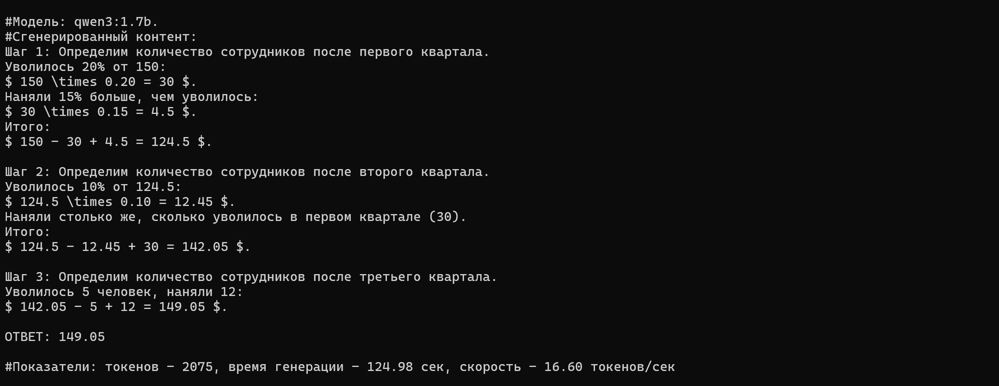 #Модель: qwen3:1.7b.
#Сгенерированный контент:
Шаг 1: Определим количество сотрудников после первого квартала.
Уволилось 20% от 150:
$ 150 \times 0.20 = 30 $.
Наняли 15% больше, чем уволилось:
$ 30 \times 0.15 = 4.5 $.
Итого:
$ 150 - 30 + 4.5 = 124.5 $.
Шаг 2: Определим количество сотрудников после второго квартала.
Уволилось 10% от 124.5:
$ 124.5 \times 0.10 = 12.45 $.
Наняли столько же, сколько уволилось в первом квартале (30).
Итого:
$ 124.5 - 12.45 + 30 = 142.05 $.
Шаг 3: Определим количество сотрудников после третьего квартала.
Уволилось 5 человек, наняли 12:
$ 142.05 - 5 + 12 = 149.05 $.
ОТВЕТ: 149.05
#Показатели: токенов - 2075, время генерации - 124.98 сек, скорость - 16.60 токенов/сек